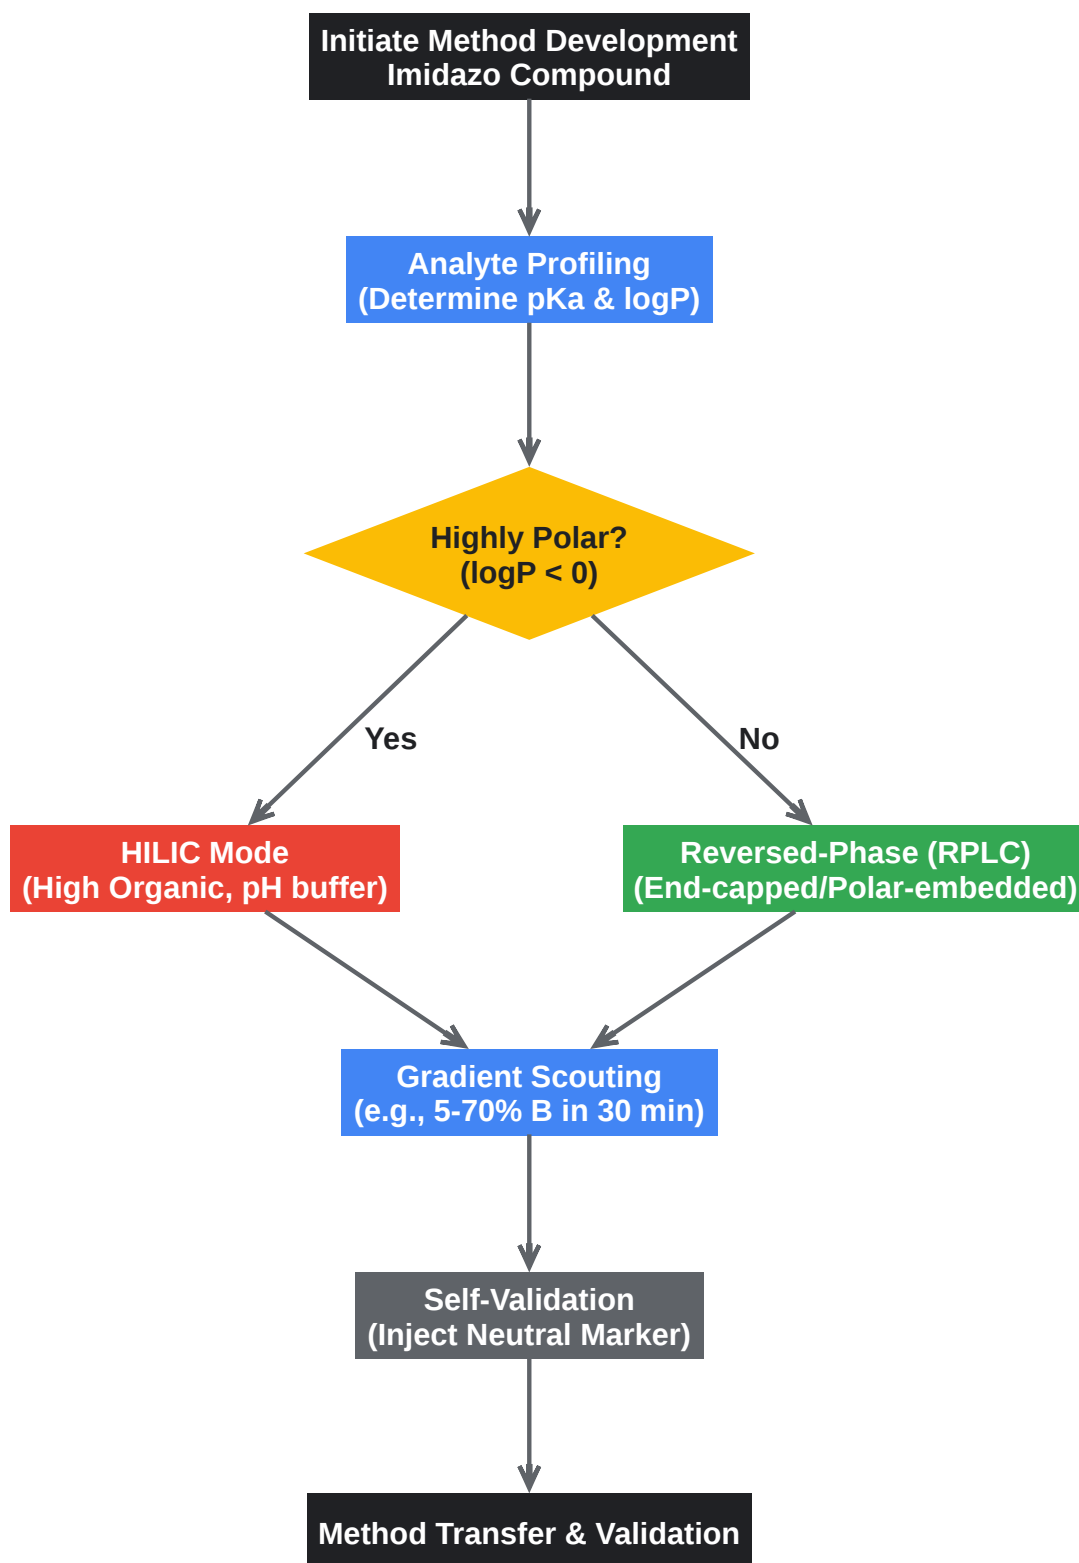 Initiate Method Development
Imidazo Compound
Analyte Profiling
(Determine pKa & logP)
Highly Polar?
(logP < 0)
Yes
No
HILIC Mode
(High Organic, pH buffer)
Reversed-Phase (RPLC)
(End-capped/Polar-embedded)
Gradient Scouting
(e.g., 5-70% B in 30 min)
Self-Validation
(Inject Neutral Marker)
Method Transfer & Validation